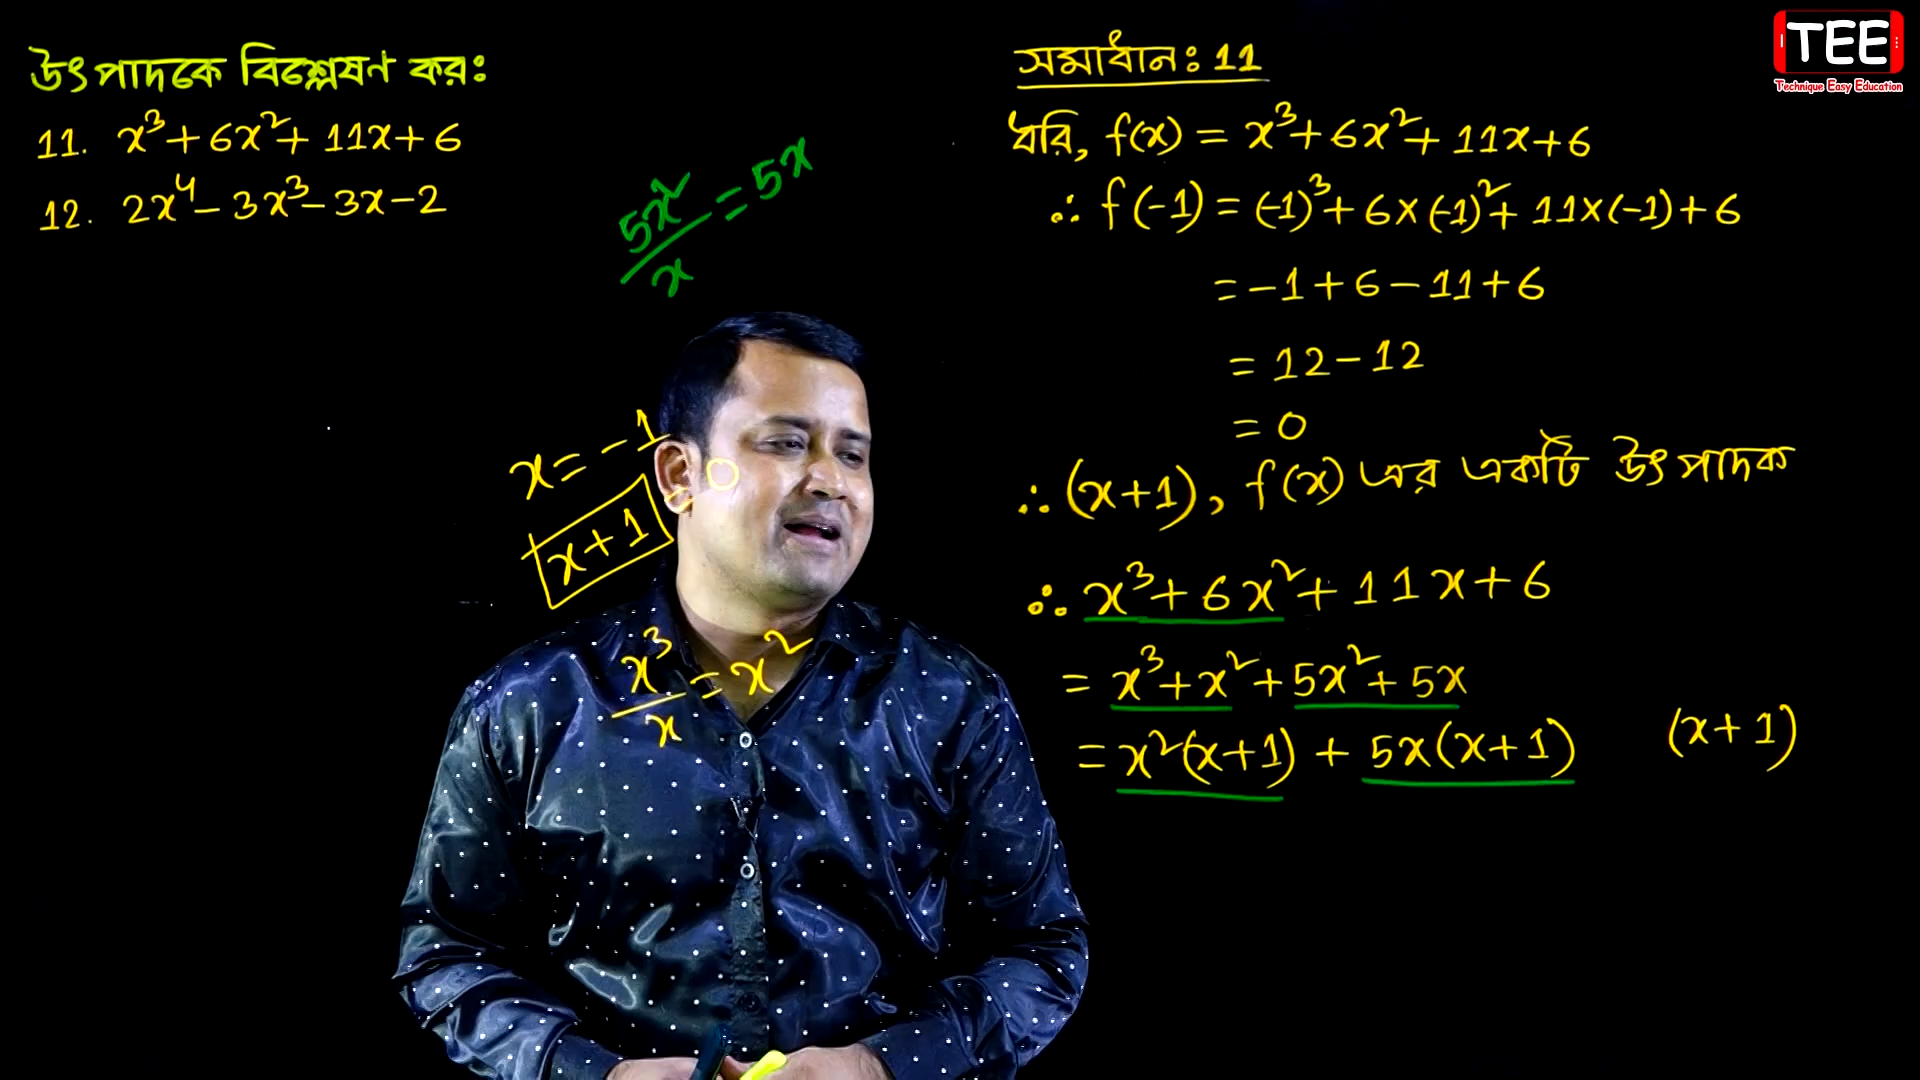 উৎপাদকে বিশ্লেষণ করঃ
11. x³ + 6x² + 11x + 6
12. 2x⁴ - 3x³ - 3x - 2
5x²/x = 5x
x = -1
x + 1 = 0
x³/x = x²
সমাধানঃ 11
ধরি, f(x) = x³ + 6x² + 11x + 6
∴ f(-1) = (-1)³ + 6×(-1)² + 11×(-1) + 6
= -1 + 6 - 11 + 6
= 12 - 12
= 0
∴ (x+1), f(x) এর একটি উৎপাদক
∴ x³ + 6x² + 11x + 6
= x³ + x² + 5x² + 5x
= x²(x+1) + 5x(x+1) (x+1)
TEE
Technique Easy Education